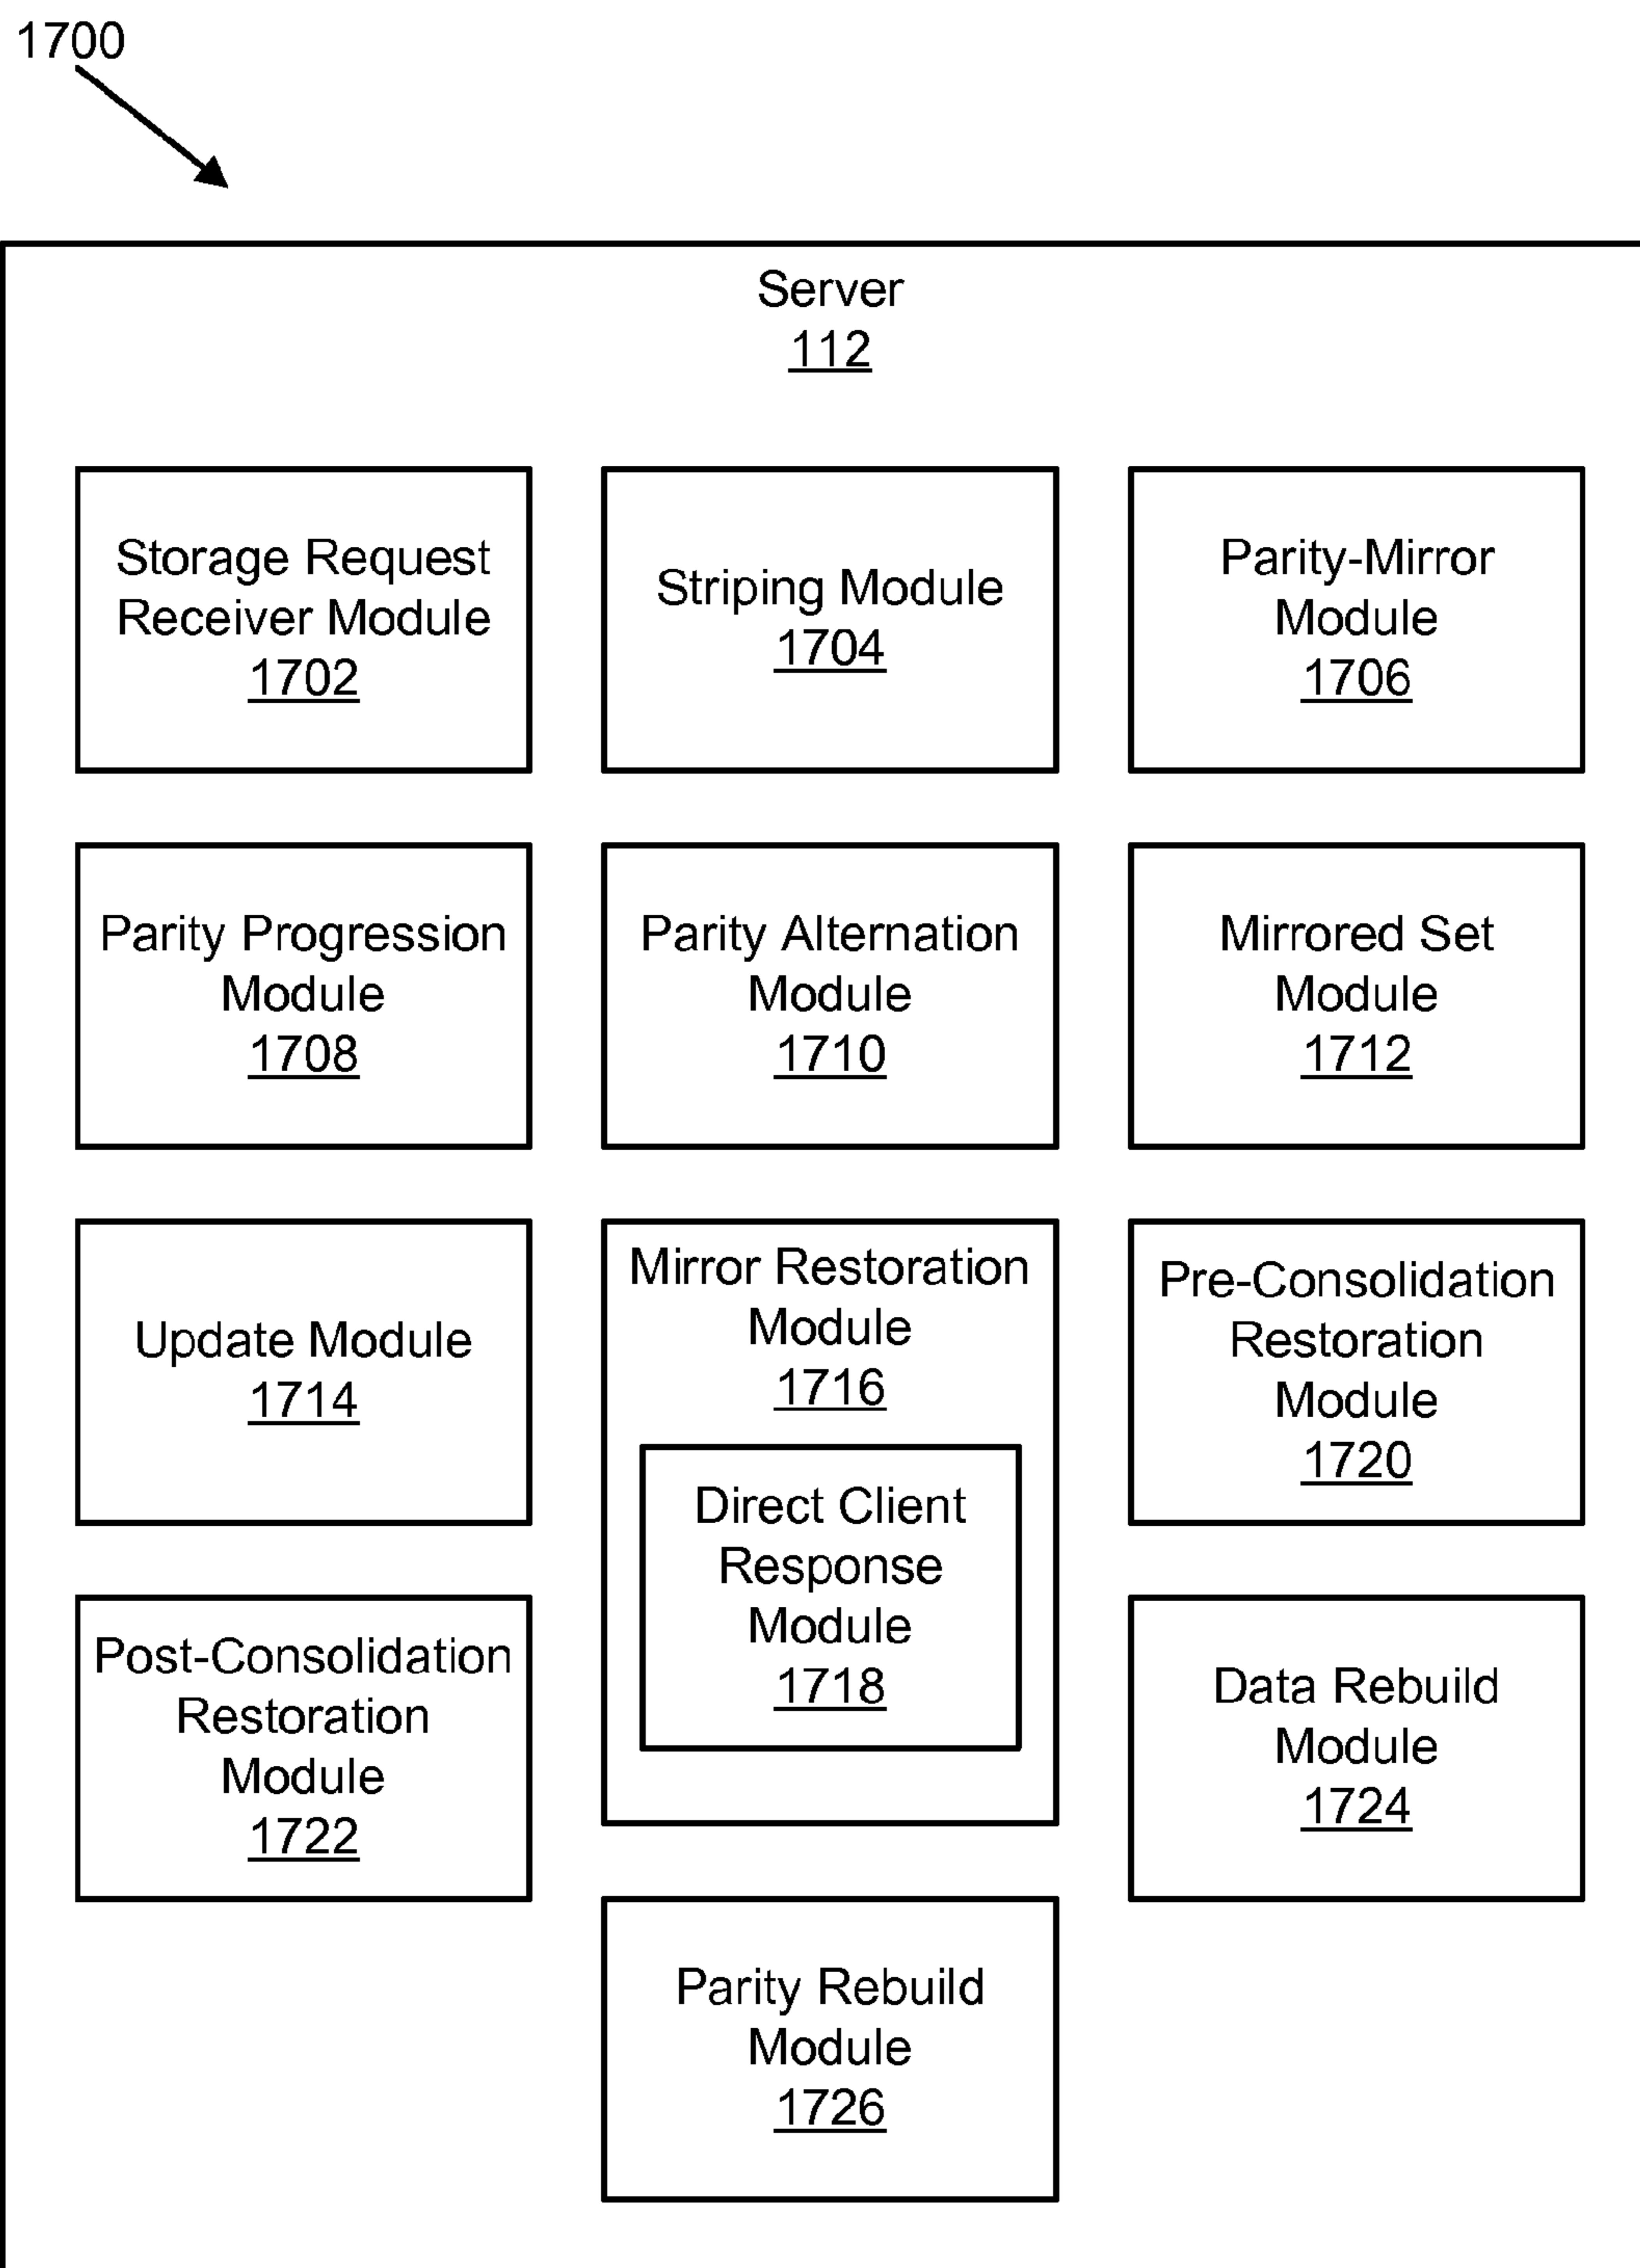 1700
Server
112
Storage Request
Receiver Module
1702
Striping Module
1704
Parity-Mirror
Module
1706
Parity Progression
Module
1708
Parity Alternation
Module
1710
Mirrored Set
Module
1712
Update Module
1714
Mirror Restoration
Module
1716
Direct Client
Response
Module
1718
Pre-Consolidation
Restoration
Module
1720
Post-Consolidation
Restoration
Module
1722
Data Rebuild
Module
1724
Parity Rebuild
Module
1726